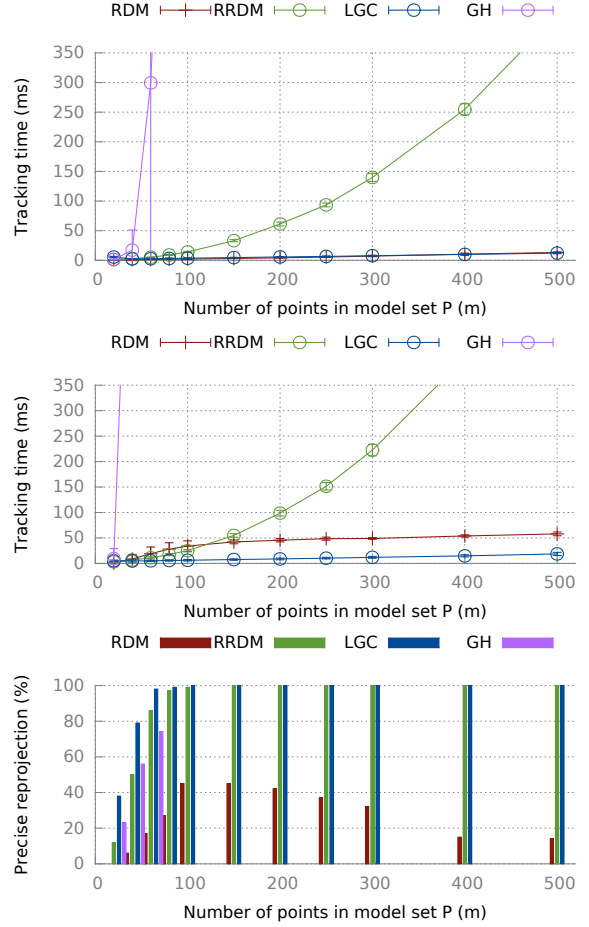 RDM RRDM LGC GH
350
300
250
200
150
100
50
0
Tracking time (ms)
0 100 200 300 400 500
Number of points in model set P (m)
RDM RRDM LGC GH
350
300
250
200
150
100
50
0
Tracking time (ms)
0 100 200 300 400 500
Number of points in model set P (m)
RDM RRDM LGC GH
100
80
60
40
20
0
Precise reprojection (%)
0 100 200 300 400 500
Number of points in model set P (m)